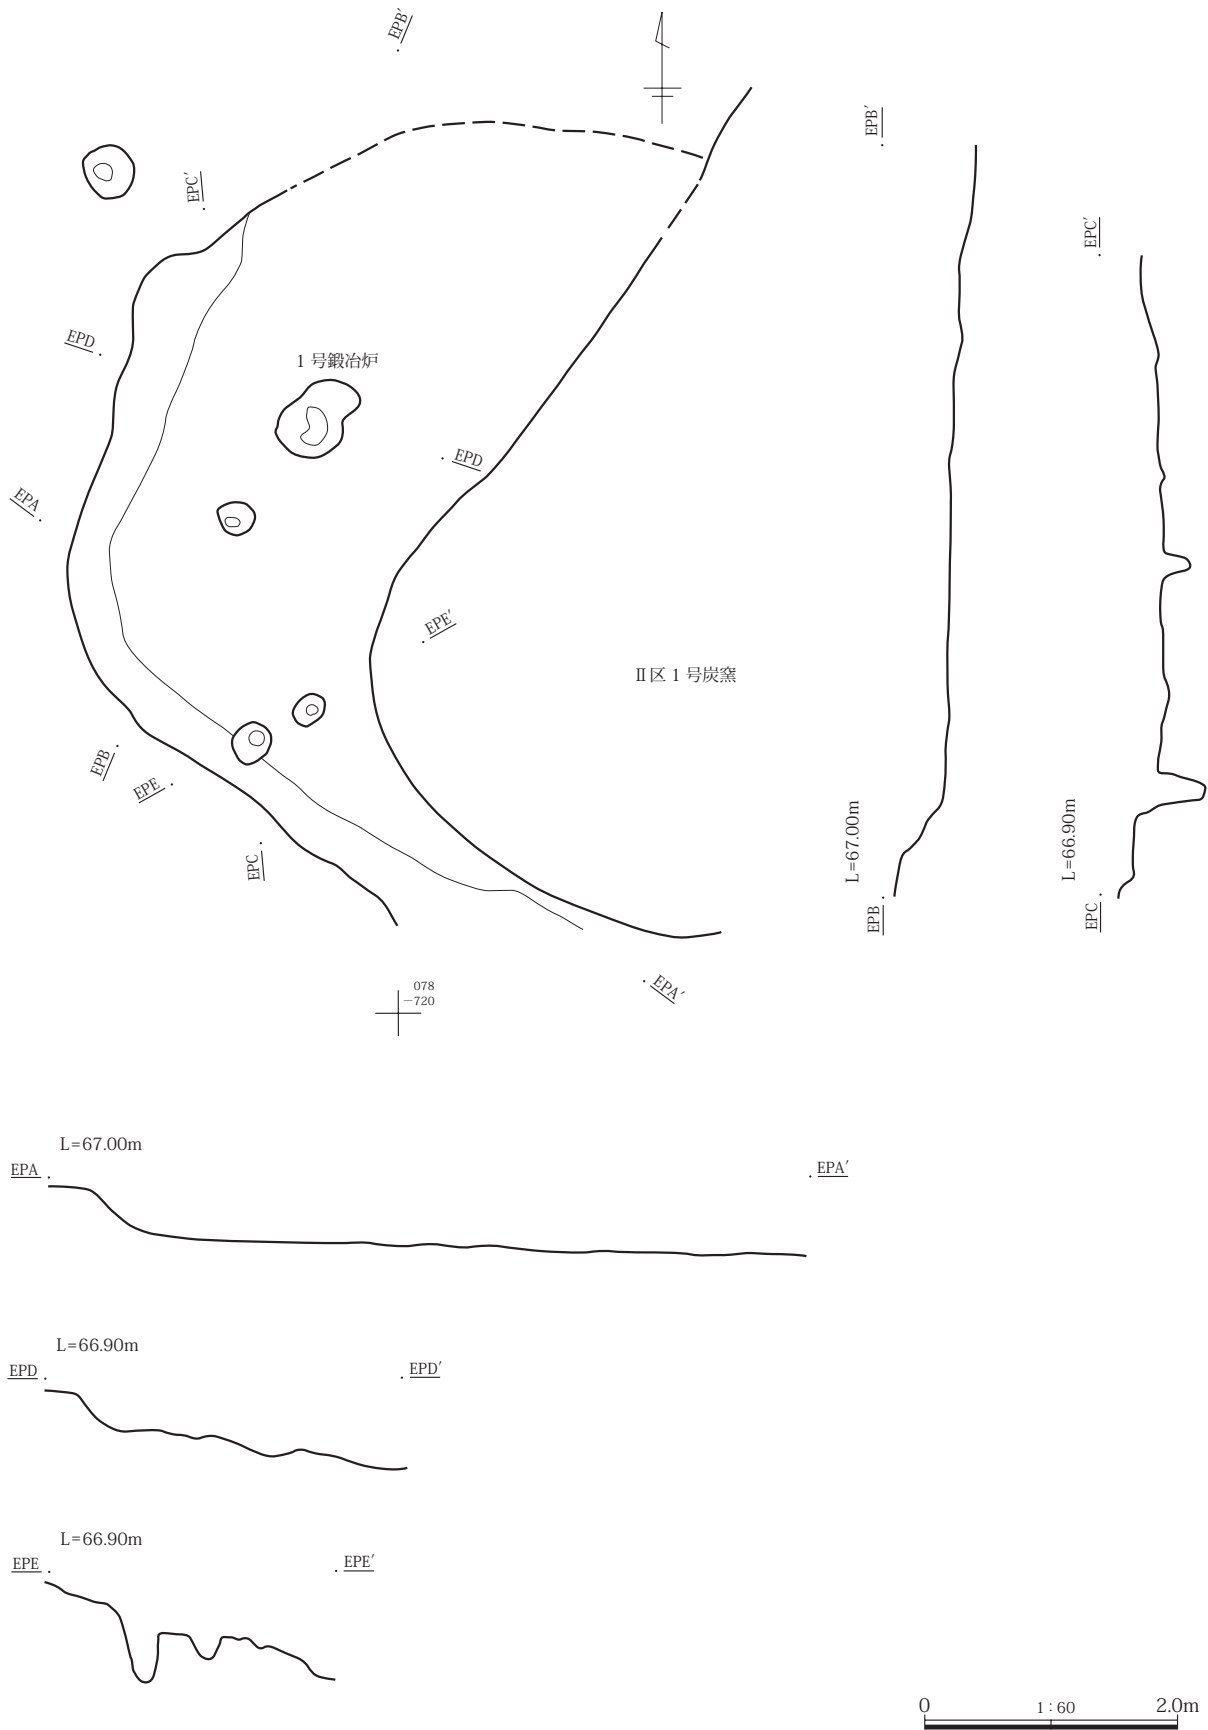 EPB′
EPB′
EPC′
EPC′
EPD
1 号鍛冶炉
EPD
EPA
EPE′
Ⅱ区 1 号炭窯
EPB
EPE
EPC
L=67.00m
EPB
L=66.90m
EPC
EPA′
078
−720
L=67.00m
EPA
EPA′
L=66.90m
EPD
EPD′
L=66.90m
EPE
EPE′
0
1：60
2.0m